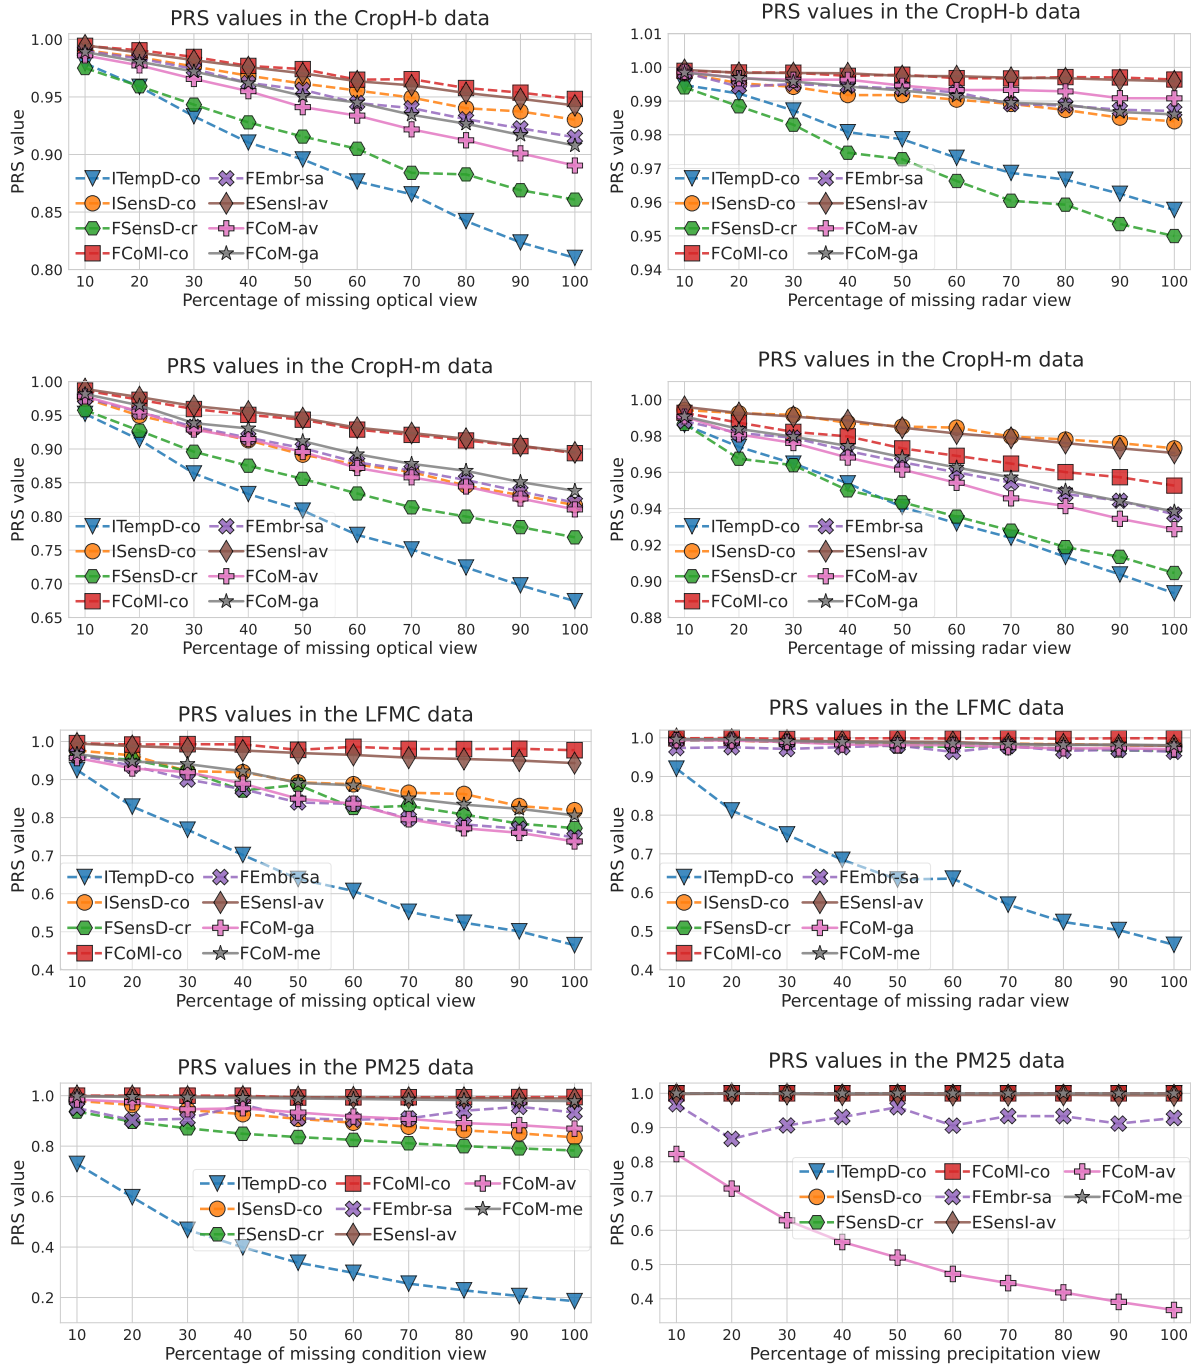 PRS values in the CropH-b data
PRS value
1.00
0.95
0.90
0.85
0.80
ITempD-co
ISensD-co
FSensD-cr
FCoMl-co
FEmbr-sa
ESensI-av
FCoM-av
FCoM-ga
10 20 30 40 50 60 70 80 90 100
Percentage of missing optical view
PRS values in the CropH-b data
PRS value
1.01
1.00
0.99
0.98
0.97
0.96
0.95
0.94
ITempD-co
ISensD-co
FSensD-cr
FCoMl-co
FEmbr-sa
ESensI-av
FCoM-av
FCoM-ga
10 20 30 40 50 60 70 80 90 100
Percentage of missing radar view
PRS values in the CropH-m data
PRS value
1.00
0.95
0.90
0.85
0.80
0.75
0.70
0.65
ITempD-co
ISensD-co
FSensD-cr
FCoMl-co
FEmbr-sa
ESensI-av
FCoM-av
FCoM-ga
10 20 30 40 50 60 70 80 90 100
Percentage of missing optical view
PRS values in the CropH-m data
PRS value
1.00
0.98
0.96
0.94
0.92
0.90
0.88
ITempD-co
ISensD-co
FSensD-cr
FCoMl-co
FEmbr-sa
ESensI-av
FCoM-av
FCoM-ga
10 20 30 40 50 60 70 80 90 100
Percentage of missing radar view
PRS values in the LFMC data
PRS value
1.0
0.9
0.8
0.7
0.6
0.5
0.4
ITempD-co
ISensD-co
FSensD-cr
FCoMl-co
FEmbr-sa
ESensI-av
FCoM-ga
FCoM-me
10 20 30 40 50 60 70 80 90 100
Percentage of missing optical view
PRS values in the LFMC data
PRS value
1.0
0.9
0.8
0.7
0.6
0.5
0.4
ITempD-co
ISensD-co
FSensD-cr
FCoMl-co
FEmbr-sa
ESensI-av
FCoM-ga
FCoM-me
10 20 30 40 50 60 70 80 90 100
Percentage of missing radar view
PRS values in the PM25 data
PRS value
1.0
0.8
0.6
0.4
0.2
ITempD-co
ISensD-co
FSensD-cr
FCoMl-co
FEmbr-sa
ESensI-av
FCoM-av
FCoM-me
10 20 30 40 50 60 70 80 90 100
Percentage of missing condition view
PRS values in the PM25 data
PRS value
1.0
0.9
0.8
0.7
0.6
0.5
0.4
ITempD-co
ISensD-co
FSensD-cr
FCoMl-co
FEmbr-sa
ESensI-av
FCoM-av
FCoM-me
10 20 30 40 50 60 70 80 90 100
Percentage of missing precipitation view